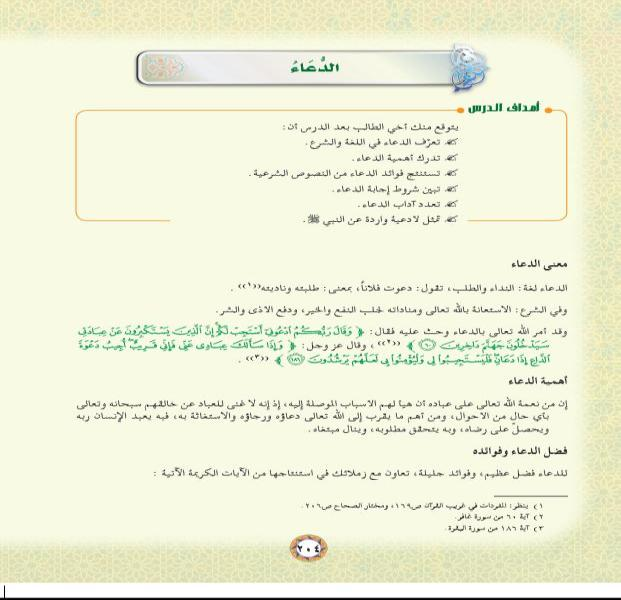 الدُّعَاءُ
أهداف الدرس
يتوقع منك أخي الطالب بعد الدرس أن:
تعرّف الدعاء في اللغة والشرع.
تدرك أهمية الدعاء.
تستنتج فوائد الدعاء من النصوص الشرعية.
تبين شروط إجابة الدعاء.
تعدد آداب الدعاء.
تمثل لادعية واردة عن النبي ﷺ.
معنى الدعاء
الدعاء لغة: النداء والطلب، تقول: دعوت فلاناً، بمعنى: طلبته وناديته«١».
وفي الشرع: الاستعانة بالله تعالى ومناداته لجلب النفع والخير، ودفع الاذى والشر.
وقد أمر الله تعالى بالدعاء وحث عليه فقال: ﴿ وَقَالَ رَبُّكُمُ ادْعُونِي أَسْتَجِبْ لَكُمْ إِنَّ الَّذِينَ يَسْتَكْبِرُونَ عَنْ عِبَادَتِي
سَيَدْخُلُونَ جَهَنَّمَ دَاخِرِينَ (٦٠) ﴾ «٢»، وقال عز وجل: ﴿ وَإِذَا سَأَلَكَ عِبَادِي عَنِّي فَإِنِّي قَرِيبٌ أُجِيبُ دَعْوَةَ
الدَّاعِ إِذَا دَعَانِ فَلْيَسْتَجِيبُوا لِي وَلْيُؤْمِنُوا بِي لَعَلَّهُمْ يَرْشُدُونَ (١٨٦) ﴾ «٣».
أهمية الدعاء
إن من نعمة الله تعالى على عباده أن هيأ لهم الاسباب الموصلة إليه، إذ إنه لا غنى للعباد عن خالقهم سبحانه وتعالى
بأي حال من الاحوال، ومن أهم ما يقرب إلى الله تعالى دعاؤه ورجاؤه والاستغاثة به، فبه يعبد الإنسان ربه
ويحصل على رضاه، وبه يتحقق مطلوبه، وينال مبتغاه.
فضل الدعاء وفوائده
للدعاء فضل عظيم، وفوائد جليلة، تعاون مع زملائك في استنتاجها من الآيات الكريمة الآتية :
١) ينظر: المفردات في غريب القرآن ص١٦٩، ومختار الصحاح ص٢٠٦.
٢) آية ٦٠ من سورة غافر.
٣) آية ١٨٦ من سورة البقرة.
٢٠٤